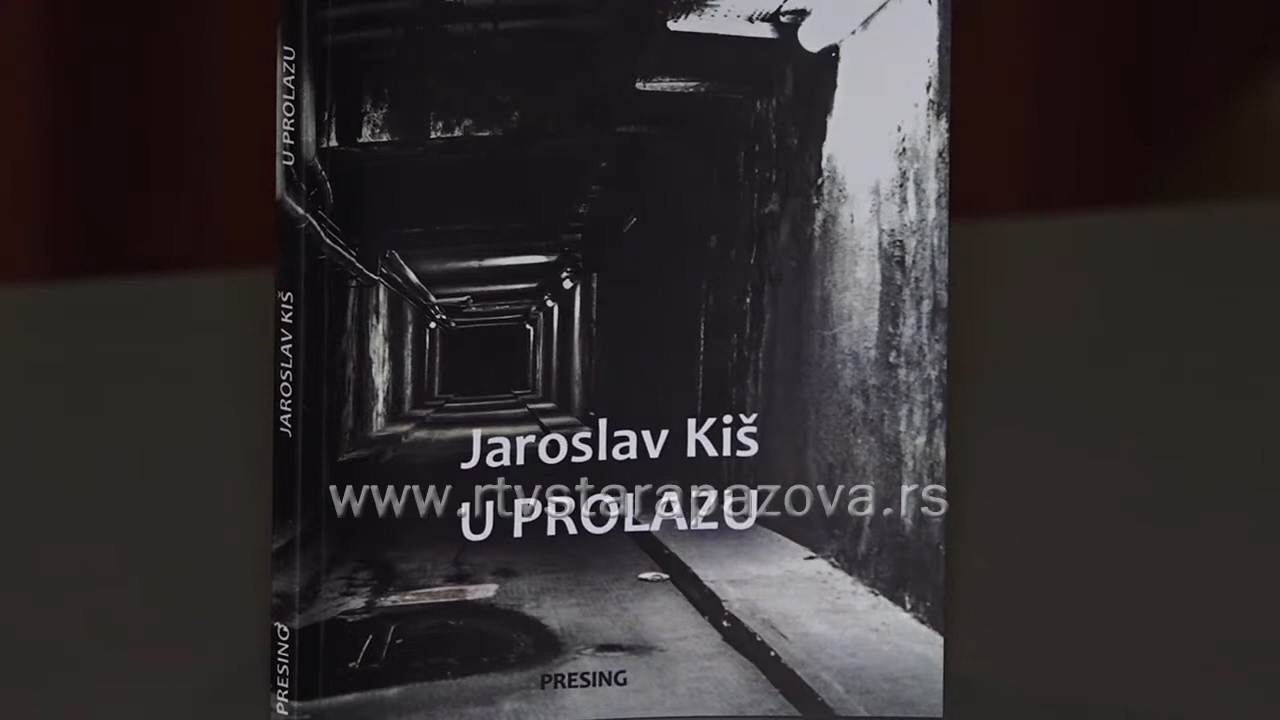 U PROLAZU
JAROSLAV KIŠ
PRESING
Jaroslav Kiš
www.rtvstarapazova.rs
U PROLAZU
PRESING